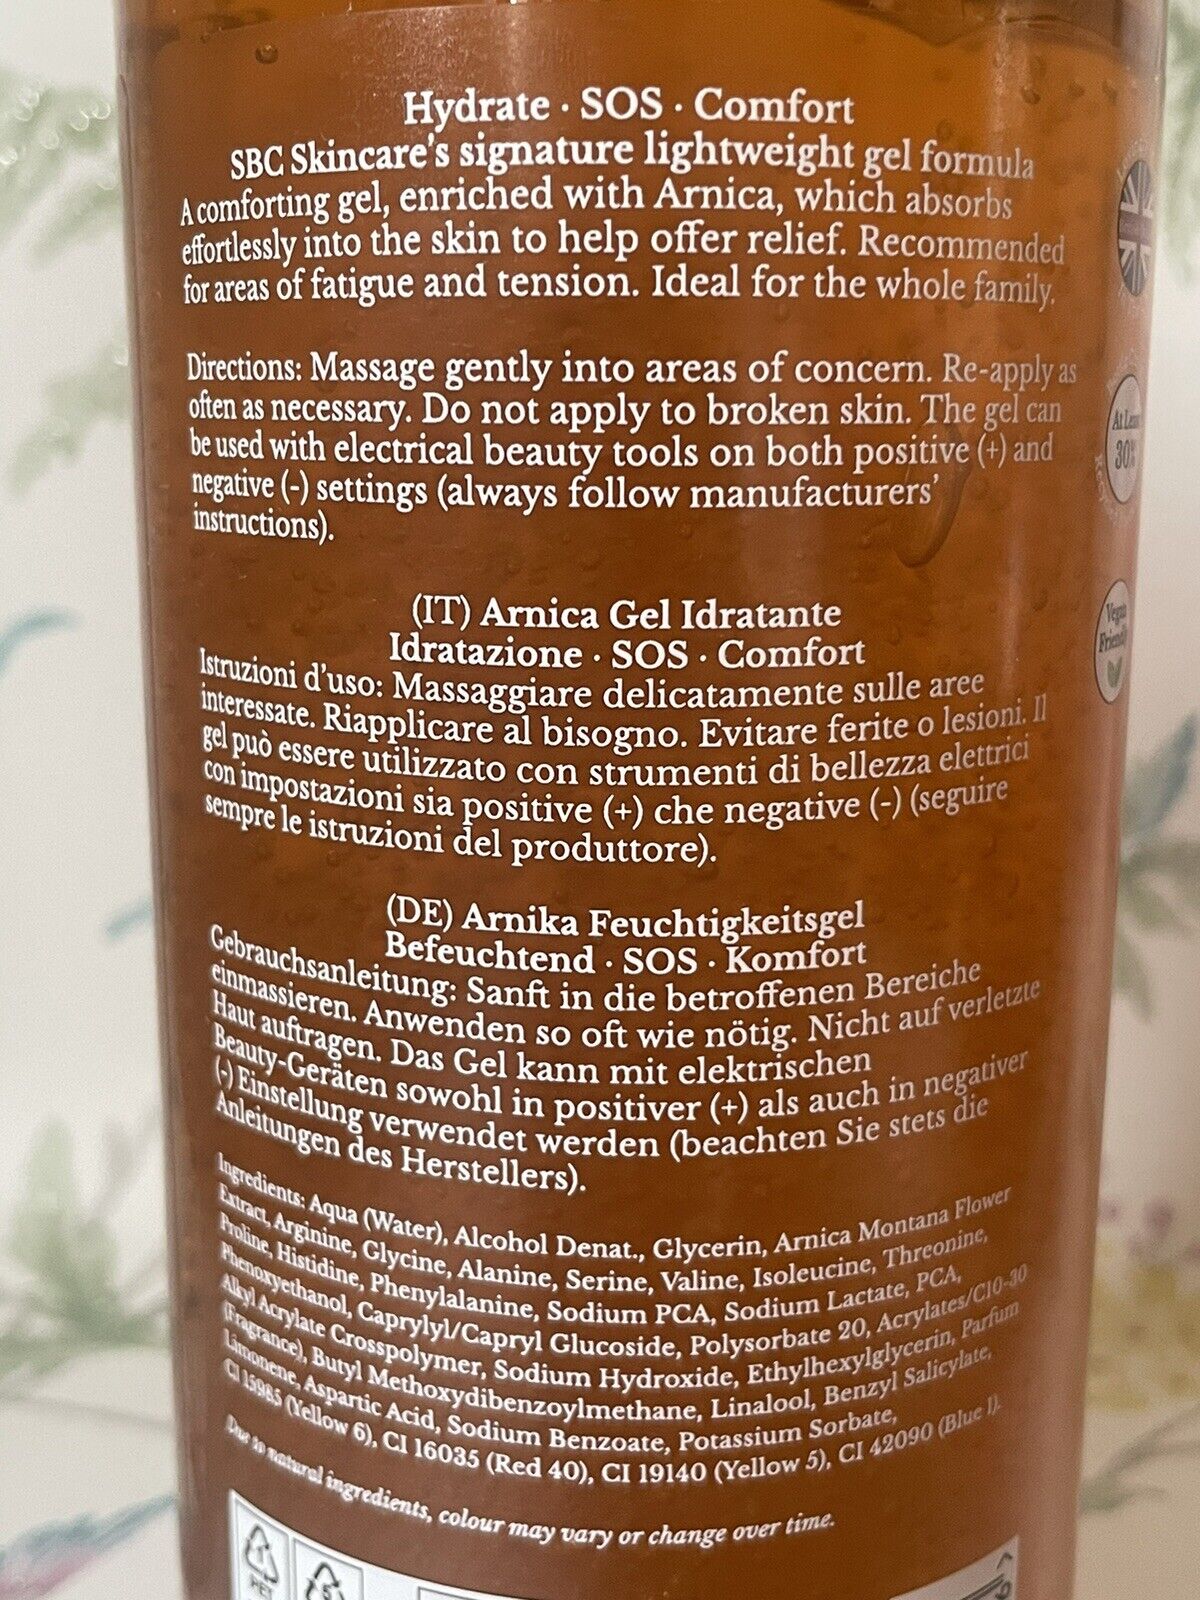 Hydrate · SOS · Comfort
SBC Skincare's signature lightweight gel formula
A comforting gel, enriched with Arnica, which absorbs
effortlessly into the skin to help offer relief. Recommended
for areas of fatigue and tension. Ideal for the whole family.
Directions: Massage gently into areas of concern. Re-apply as
often as necessary. Do not apply to broken skin. The gel can
be used with electrical beauty tools on both positive (+) and
negative (-) settings (always follow manufacturers'
instructions).
(IT) Arnica Gel Idratante
Idratazione · SOS · Comfort
Istruzioni d'uso: Massaggiare delicatamente sulle aree
interessate. Riapplicare al bisogno. Evitare ferite o lesioni. Il
gel può essere utilizzato con strumenti di bellezza elettrici
con impostazioni sia positive (+) che negative (-) (seguire
sempre le istruzioni del produttore).
(DE) Arnika Feuchtigkeitsgel
Befeuchtend · SOS · Komfort
Gebrauchsanleitung: Sanft in die betroffenen Bereiche
einmassieren. Anwenden so oft wie nötig. Nicht auf verletzte
Haut auftragen. Das Gel kann mit elektrischen
Beauty-Geräten sowohl in positiver (+) als auch in negativer
(-) Einstellung verwendet werden (beachten Sie stets die
Anleitungen des Herstellers).
Ingredients: Aqua (Water), Alcohol Denat., Glycerin, Arnica Montana Flower
Extract, Arginine, Glycine, Alanine, Serine, Valine, Isoleucine, Threonine,
Proline, Histidine, Phenylalanine, Sodium PCA, Sodium Lactate, PCA,
Phenoxyethanol, Caprylyl/Capryl Glucoside, Polysorbate 20, Acrylates/C10-30
Alkyl Acrylate Crosspolymer, Sodium Hydroxide, Ethylhexylglycerin, Parfum
(Fragrance), Butyl Methoxydibenzoylmethane, Linalool, Benzyl Salicylate,
Limonene, Aspartic Acid, Sodium Benzoate, Potassium Sorbate,
CI 15985 (Yellow 6), CI 16035 (Red 40), CI 19140 (Yellow 5), CI 42090 (Blue 1).
Due to natural ingredients, colour may vary or change over time.
At
30%
Vegan
Friendly
1
PET
5